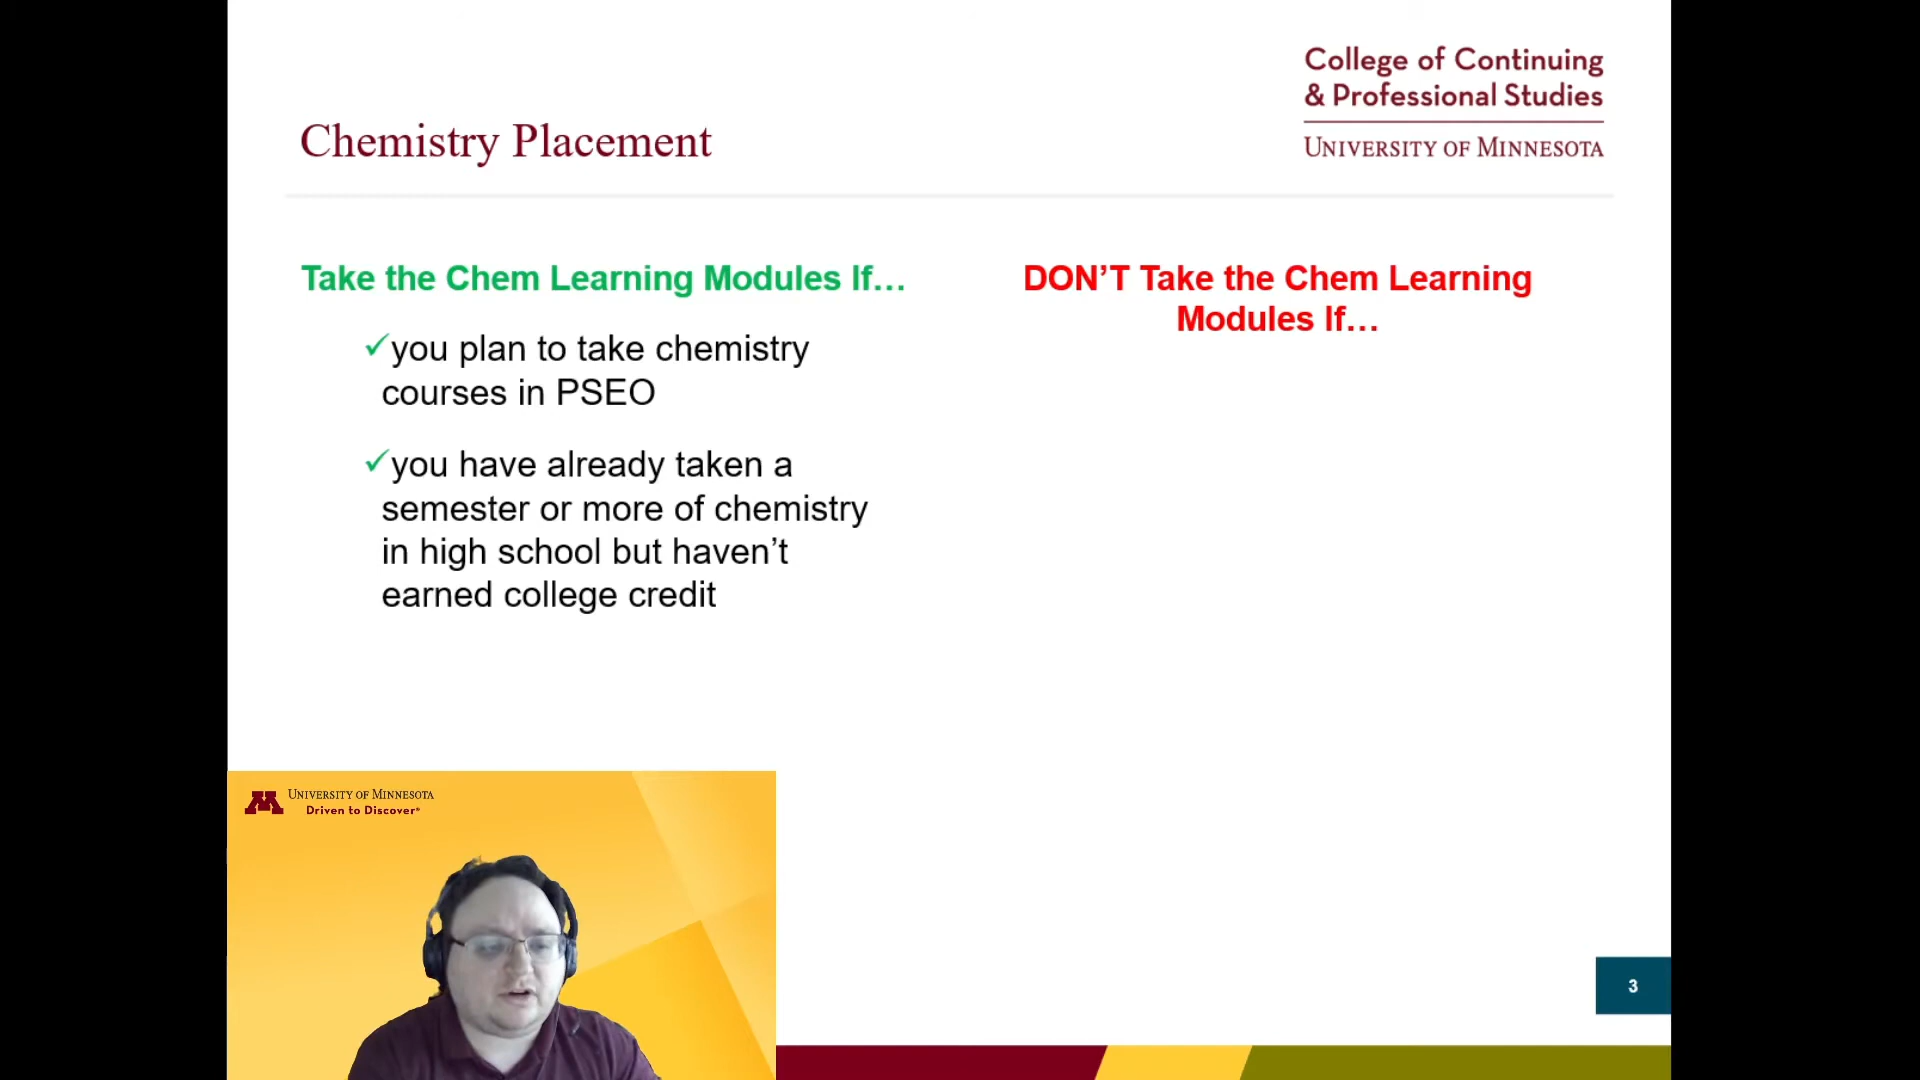 College of Continuing
& Professional Studies
UNIVERSITY OF MINNESOTA
Chemistry Placement
Take the Chem Learning Modules If…
✓you plan to take chemistry
courses in PSEO
✓you have already taken a
semester or more of chemistry
in high school but haven’t
earned college credit
DON’T Take the Chem Learning
Modules If…
M UNIVERSITY OF MINNESOTA
Driven to Discover®
3